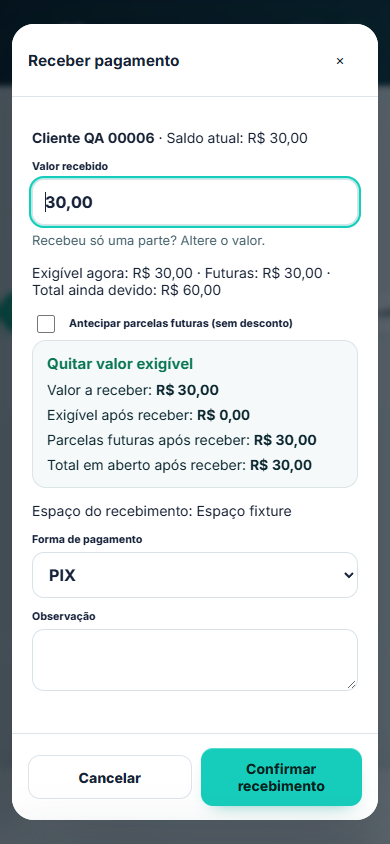 Receber pagamento ×
Cliente QA 00006 · Saldo atual: R$ 30,00
Valor recebido
30,00
Recebeu só uma parte? Altere o valor.
Exigível agora: R$ 30,00 · Futuras: R$ 30,00 ·
Total ainda devido: R$ 60,00
Antecipar parcelas futuras (sem desconto)
Quitar valor exigível
Valor a receber: R$ 30,00
Exigível após receber: R$ 0,00
Parcelas futuras após receber: R$ 30,00
Total em aberto após receber: R$ 30,00
Espaço do recebimento: Espaço fixture
Forma de pagamento
PIX
Observação
Cancelar
Confirmar
recebimento